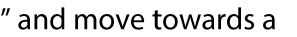 ” and move towards a